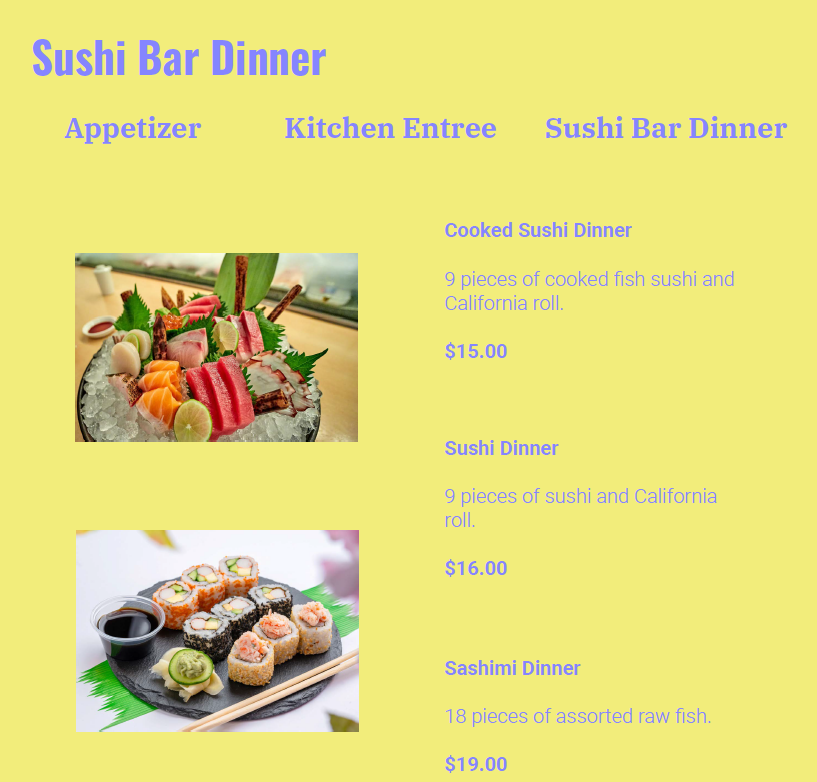 Sushi Bar Dinner
Appetizer Kitchen Entree Sushi Bar Dinner
Cooked Sushi Dinner
9 pieces of cooked fish sushi and
California roll.
$15.00
Sushi Dinner
9 pieces of sushi and California
roll.
$16.00
Sashimi Dinner
18 pieces of assorted raw fish.
$19.00